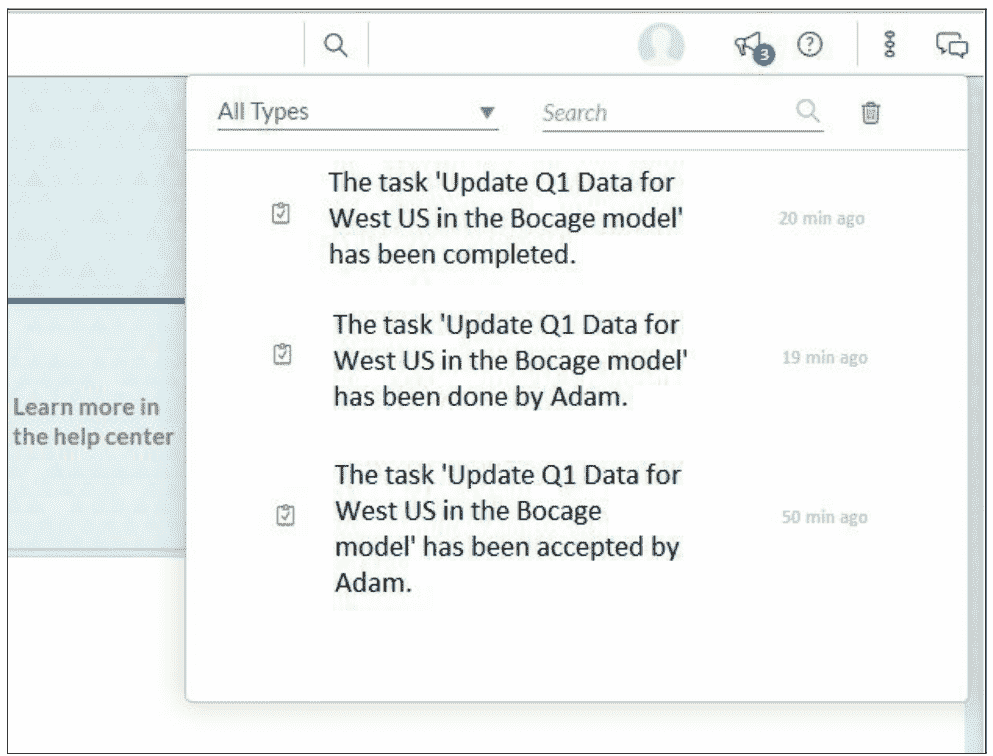 3
All Types
Search
The task 'Update Q1 Data for
West US in the Bocage model'
has been completed.
20 min ago
The task 'Update Q1 Data for
West US in the Bocage model'
has been done by Adam.
19 min ago
Learn more in
the help center
The task 'Update Q1 Data for
West US in the Bocage
model' has been accepted by
Adam.
50 min ago